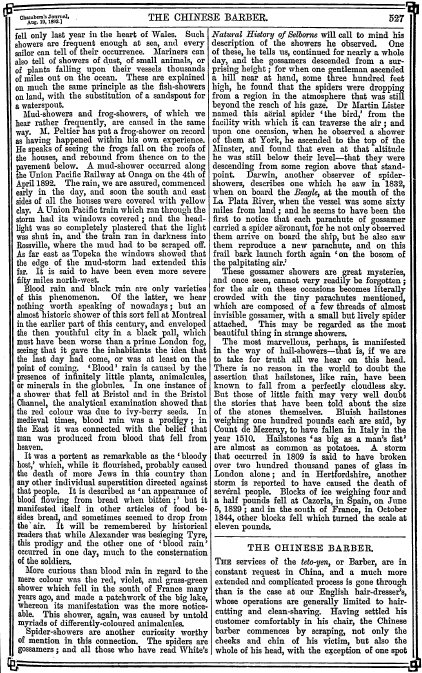 Chambers's Journal,
Aug. 19, 1893.]
THE CHINESE BARBER.
527
fell only last year in the heart of Wales. Such
showers are frequent enough at sea, and every
sailor can tell of their occurrence. Mariners can
also tell of showers of dust, of small animals, or
of plants falling upon their vessels thousands
of miles out on the ocean. These are explained
on much the same principle as the fish-showers
on land, with the substitution of a sandspout for
a waterspout.
Mud-showers and frog-showers, of which we
hear rather frequently, are caused in the same
way. M. Peltier has put a frog-shower on record
as having happened within his own experience.
He speaks of seeing the frogs fall on the roofs of
the houses, and rebound from thence on to the
pavement below. A mud-shower occurred along
the Union Pacific Railway at Onaga on the 4th of
April 1892. The rain, we are assured, commenced
early in the day, and soon the south and east
sides of all the houses were covered with yellow
clay. A Union Pacific train which ran through the
storm had its windows covered; and the head-
light was so completely plastered that the light
was shut in, and the train ran in darkness into
Rossville, where the mud had to be scraped off.
As far east as Topeka the windows showed that
the edge of the mud-storm had extended thus
far. It is said to have been even more severe
fifty miles north-west.
Blood rain and black rain are only varieties
of this phenomenon. Of the latter, we hear
nothing worth speaking of nowadays; but an
almost historic shower of this sort fell at Montreal
in the earlier part of this century, and enveloped
the then youthful city in a black pall, which
must have been worse than a prime London fog,
seeing that it gave the inhabitants the idea that
the last day had come, or was at least on the
point of coming. 'Blood' rain is caused by the
presence of infinitely little plants, animalcules,
or minerals in the globules. In one instance of
a shower that fell at Bristol and in the Bristol
Channel, the analytical examination showed that
the red colour was due to ivy-berry seeds. In
medieval times, blood rain was a prodigy; in
the East it was connected with the belief that
man was produced from blood that fell from
heaven.
It was a portent as remarkable as the 'bloody
host,' which, while it flourished, probably caused
the death of more Jews in this country than
any other individual superstition directed against
that people. It is described as 'an appearance of
blood flowing from bread when bitten;' but it
manifested itself in other articles of food be-
sides bread, and sometimes seemed to drop from
the air. It will be remembered by historical
readers that while Alexander was besieging Tyre,
this prodigy and the other one of 'blood rain'
occurred in one day, much to the consternation
of the soldiers.
More curious than blood rain in regard to the
mere colour was the red, violet, and grass-green
shower which fell in the south of France many
years ago, and made a patchwork of the big lake,
whereon its manifestation was the more notice-
able. This shower, again, was caused by untold
myriads of differently-coloured animalcules.
Spider-showers are another curiosity worthy
of mention in this connection. The spiders are
gossamers; and all those who have read White's
Natural History of Selborne will call to mind his
description of the showers he observed. One
of these, he tells us, continued for nearly a whole
day, and the gossamers descended from a sur-
prising height; for when one gentleman ascended
a hill near at hand, some three hundred feet
high, he found that the spiders were dropping
from a region in the atmosphere that was still
beyond the reach of his gaze. Dr Martin Lister
named this aërial spider 'the bird,' from the
facility with which it can traverse the air; and
upon one occasion, when he observed a shower
of them at York, he ascended to the top of the
Minster, and found that even at that altitude
he was still below their level—that they were
descending from some region above that stand-
point. Darwin, another observer of spider-
showers, describes one which he saw in 1832,
when on board the Beagle, at the mouth of the
La Plata River, when the vessel was some sixty
miles from land; and he seems to have been the
first to notice that each parachute of gossamer
carried a spider aëronaut, for he not only observed
them arrive on board the ship, but he also saw
them reproduce a new parachute, and on this
frail bark launch forth again 'on the bosom of
the palpitating air.'
These gossamer showers are great mysteries,
and once seen, cannot very readily be forgotten;
for the air on these occasions becomes literally
crowded with the tiny parachutes mentioned,
which are composed of a few threads of almost
invisible gossamer, with a small but lively spider
attached. This may be regarded as the most
beautiful thing in strange showers.
The most marvellous, perhaps, is manifested
in the way of hail-showers—that is, if we are
to take for truth all we hear on this head.
There is no reason in the world to doubt the
assertion that hailstones, like rain, have been
known to fall from a perfectly cloudless sky.
But those of little faith may very well doubt
the stories that have been told about the size
of the stones themselves. Bluish hailstones
weighing one hundred pounds each are said, by
Count de Mezeray, to have fallen in Italy in the
year 1510. Hailstones 'as big as a man's fist'
are almost as common as potatoes. A storm
that occurred in 1809 is said to have broken
over two hundred thousand panes of glass in
London alone; and in Hertfordshire, another
storm is reported to have caused the death of
several people. Blocks of ice weighing four and
a half pounds fell at Cazorla, in Spain, on June
5, 1829; and in the south of France, in October
1844, other blocks fell which turned the scale at
eleven pounds.
THE CHINESE BARBER.
THE services of the teto-yen, or Barber, are in
constant request in China, and a much more
extended and complicated process is gone through
than is the case at our English hair-dresser's,
whose operations are generally limited to hair-
cutting and clean-shaving. Having settled his
customer comfortably in his chair, the Chinese
barber commences by scraping, not only the
cheeks and chin of his victim, but also the
whole of his head, with the exception of one spot